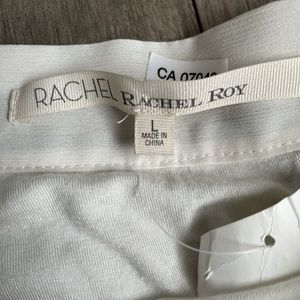 CA 0704
RACHEL RACHEL ROY
L
MADE IN
CHINA